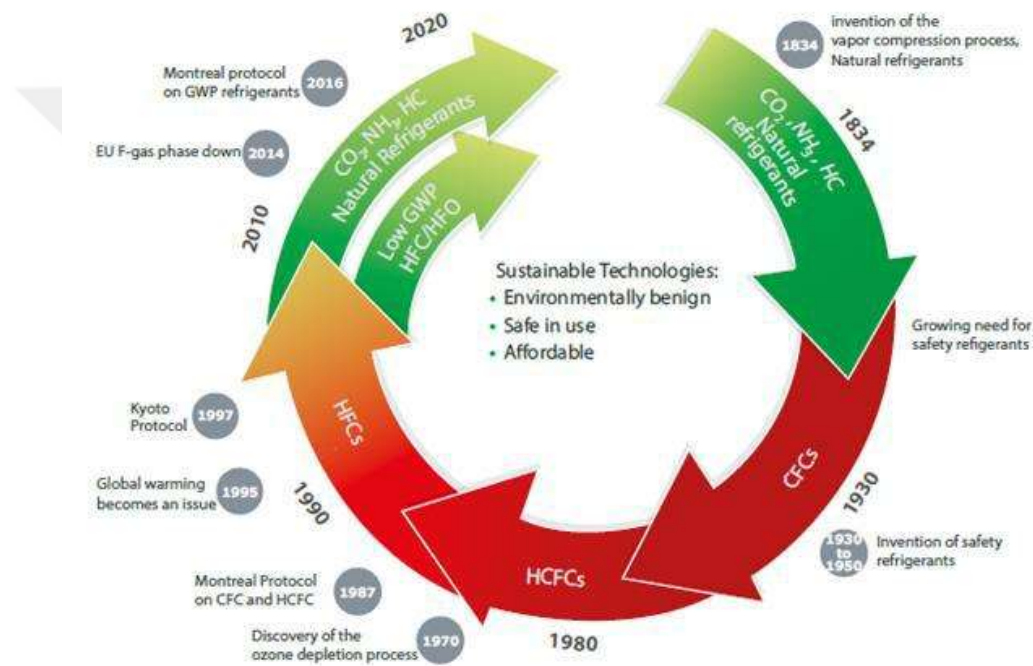 2020
1834
invention of the
vapor compression process,
Natural refrigerants
Montreal protocol
on GWP refrigerants
2016
CO₂, NH₃, HC
Natural Refrigerants
CO₂, NH₃, HC
Natural
refrigerants
1834
EU F-gas phase down
2014
2010
Low GWP
HFC/HFO
Sustainable Technologies:
• Environmentally benign
• Safe in use
• Affordable
Growing need for
safety refigerants
Kyoto
Protocol
1997
HFCs
CFCs
Global warming
becomes an issue
1995
1990
1930
1930
to
1950
Invention of safety
refrigerants
Montreal Protocol
on CFC and HCFC
1987
HCFCs
Discovery of the
ozone depletion process
1970
1980